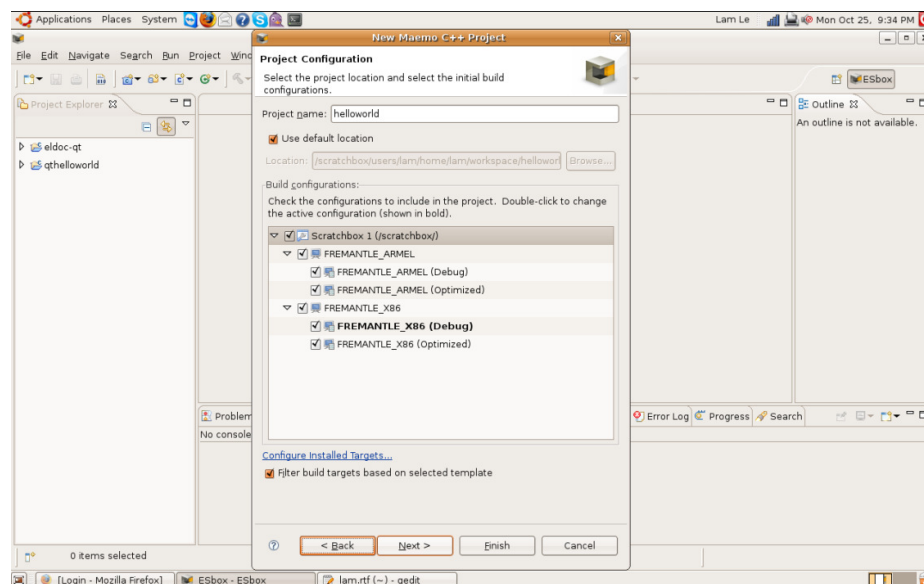 Applications Places System Lam Le Mon Oct 25, 9:34 PM
New Maemo C++ Project
File Edit Navigate Search Run Project Wind
ESbox
Project Explorer
eldoc-qt
qthelloworld
Project Configuration
Select the project location and select the initial build
configurations.
Project name: helloworld
Use default location
Location: /scratchbox/users/lam/home/lam/workspace/hellowor Browse...
Build configurations:
Check the configurations to include in the project. Double-click to change
the active configuration (shown in bold).
Scratchbox 1 (/scratchbox/)
FREMANTLE_ARMEL
FREMANTLE_ARMEL (Debug)
FREMANTLE_ARMEL (Optimized)
FREMANTLE_X86
FREMANTLE_X86 (Debug)
FREMANTLE_X86 (Optimized)
Configure Installed Targets...
Filter build targets based on selected template
< Back Next > Finish Cancel
Outline
An outline is not available.
Problem
No console
Error Log Progress Search
0 items selected
[Login - Mozilla Firefox] ESbox - ESbox lam.rtf (~) - gedit